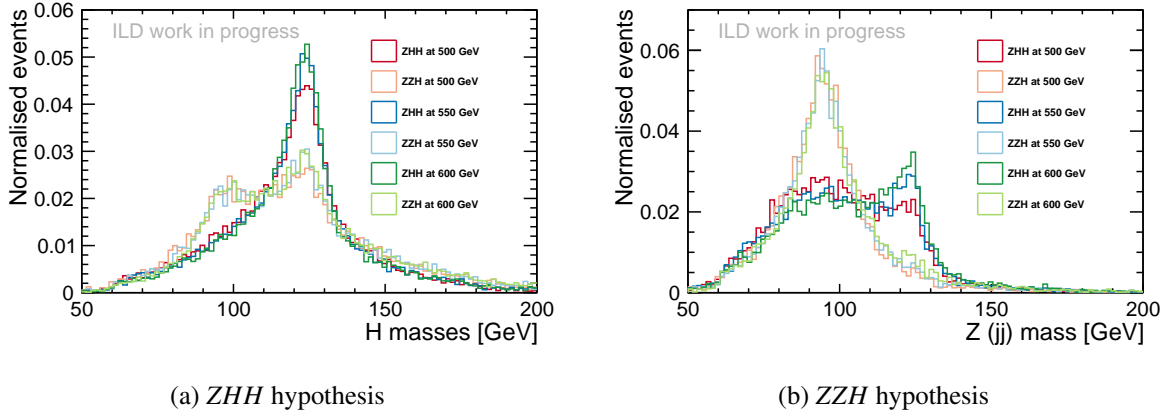 ILD work in progress
Normalised events
0.06
0.05
0.04
0.03
0.02
0.01
0
ZHH at 500 GeV
ZZH at 500 GeV
ZHH at 550 GeV
ZZH at 550 GeV
ZHH at 600 GeV
ZZH at 600 GeV
50 100 150 200
H masses [GeV]
(a) ZHH hypothesis
ILD work in progress
Normalised events
0.06
0.04
0.02
0
ZHH at 500 GeV
ZZH at 500 GeV
ZHH at 550 GeV
ZZH at 550 GeV
ZHH at 600 GeV
ZZH at 600 GeV
50 100 150 200
Z (jj) mass [GeV]
(b) ZZH hypothesis